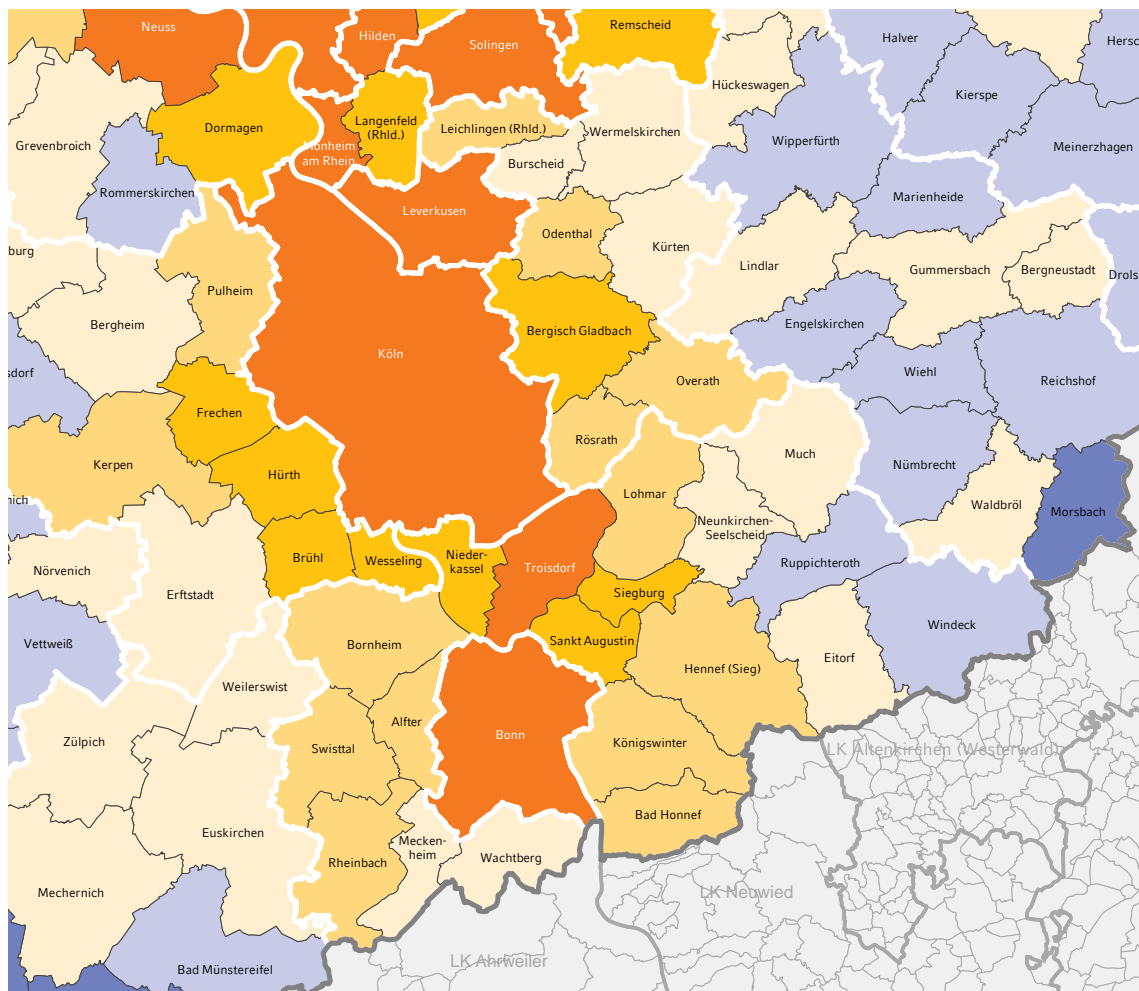 Neuss
Hilden
Solingen
Remscheid
Halver
Hersc
Hückeswagen
Kierspe
Dormagen
Langenfeld
(Rhld.)
Leichlingen (Rhld.)
Wermelskirchen
Wipperfürth
Meinerzhagen
Grevenbroich
Monheim
am Rhein
Burscheid
Rommerskirchen
Marienheide
Leverkusen
Odenthal
Kürten
Lindlar
Gummersbach
Bergneustadt
Drols
burg
Pulheim
Bergheim
Bergisch Gladbach
Engelskirchen
Köln
sdorf
Overath
Wiehl
Reichshof
Frechen
Rösrath
Much
Kerpen
Hürth
Lohmar
Nümbrecht
nich
Waldbröl
Morsbach
Neunkirchen-
Seelscheid
Brühl
Wesseling
Nieder-
kassel
Troisdorf
Ruppichteroth
Nörvenich
Erftstadt
Siegburg
Windeck
Vettweiß
Bornheim
Sankt Augustin
Hennef (Sieg)
Eitorf
Weilerswist
Alfter
Zülpich
Swisttal
Bonn
Königswinter
LK Altenkirchen (Westerwald)
Bad Honnef
Euskirchen
Rheinbach
Mecken-
heim
Wachtberg
Mechernich
LK Neuwied
Bad Münstereifel
LK Ahrweiler